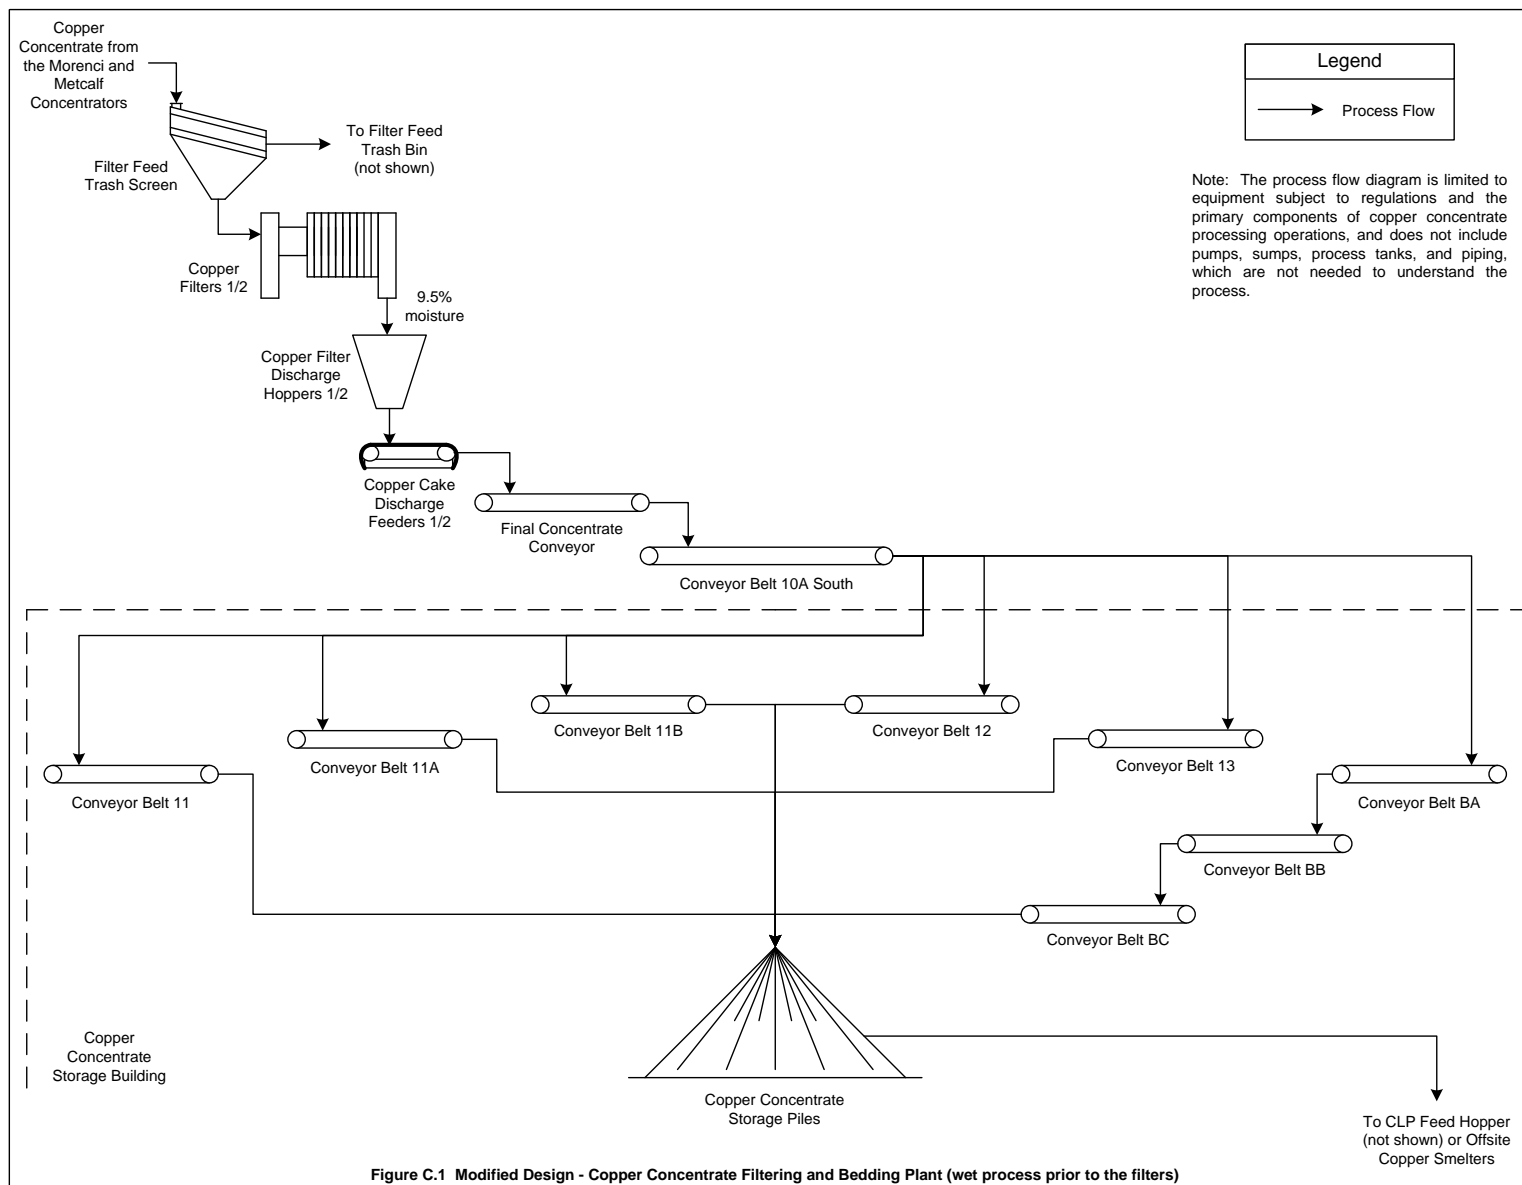 Copper
Concentrate from
the Morenci and
Metcalf
Concentrators
Legend
Process Flow
To Filter Feed
Trash Bin
(not shown)
Filter Feed
Trash Screen
Note: The process flow diagram is limited to
equipment subject to regulations and the
primary components of copper concentrate
processing operations, and does not include
pumps, sumps, process tanks, and piping,
which are not needed to understand the
process.
Copper
Filters 1/2
9.5%
moisture
Copper Filter
Discharge
Hoppers 1/2
Copper Cake
Discharge
Feeders 1/2
Final Concentrate
Conveyor
Conveyor Belt 10A South
Conveyor Belt 11B
Conveyor Belt 12
Conveyor Belt 11A
Conveyor Belt 13
Conveyor Belt 11
Conveyor Belt BA
Conveyor Belt BB
Conveyor Belt BC
Copper
Concentrate
Storage Building
Copper Concentrate
Storage Piles
To CLP Feed Hopper
(not shown) or Offsite
Copper Smelters
Figure C.1 Modified Design - Copper Concentrate Filtering and Bedding Plant (wet process prior to the filters)